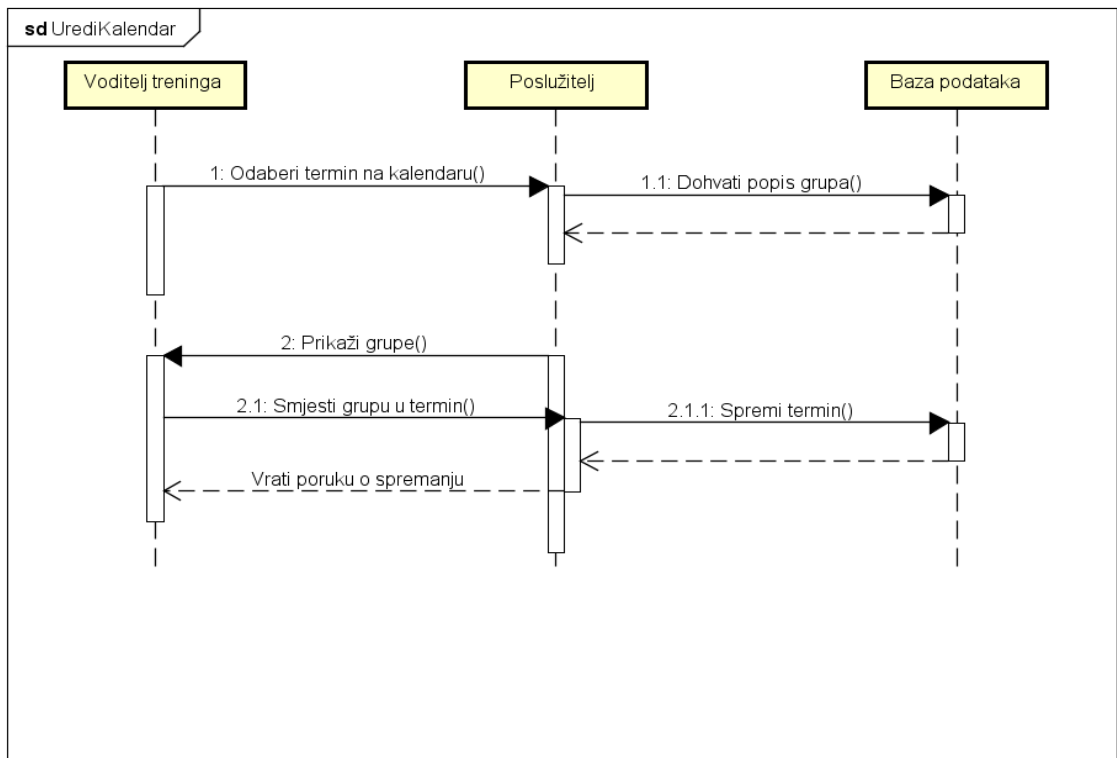 sd UrediKalendar
Voditelj treninga
Poslužitelj
Baza podataka
1: Odaberi termin na kalendaru()
1.1: Dohvati popis grupa()
2: Prikaži grupe()
2.1: Smjesti grupu u termin()
2.1.1: Spremi termin()
Vrati poruku o spremanju